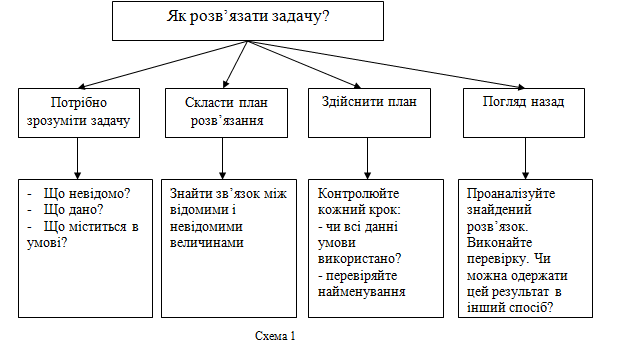 Як розв’язати задачу?
Потрібно
зрозуміти задачу
Скласти план
розв’язання
Здійснити план
Погляд назад
- Що невідомо?
- Що дано?
- Що міститься в
умові?
Знайти зв’язок між
відомими і
невідомими
величинами
Контролюйте
кожний крок:
- чи всі данні
умови
використано?
- перевіряйте
найменування
Проаналізуйте
знайдений
розв’язок.
Виконайте
перевірку. Чи
можна одержати
цей результат в
інший спосіб?
Схема 1